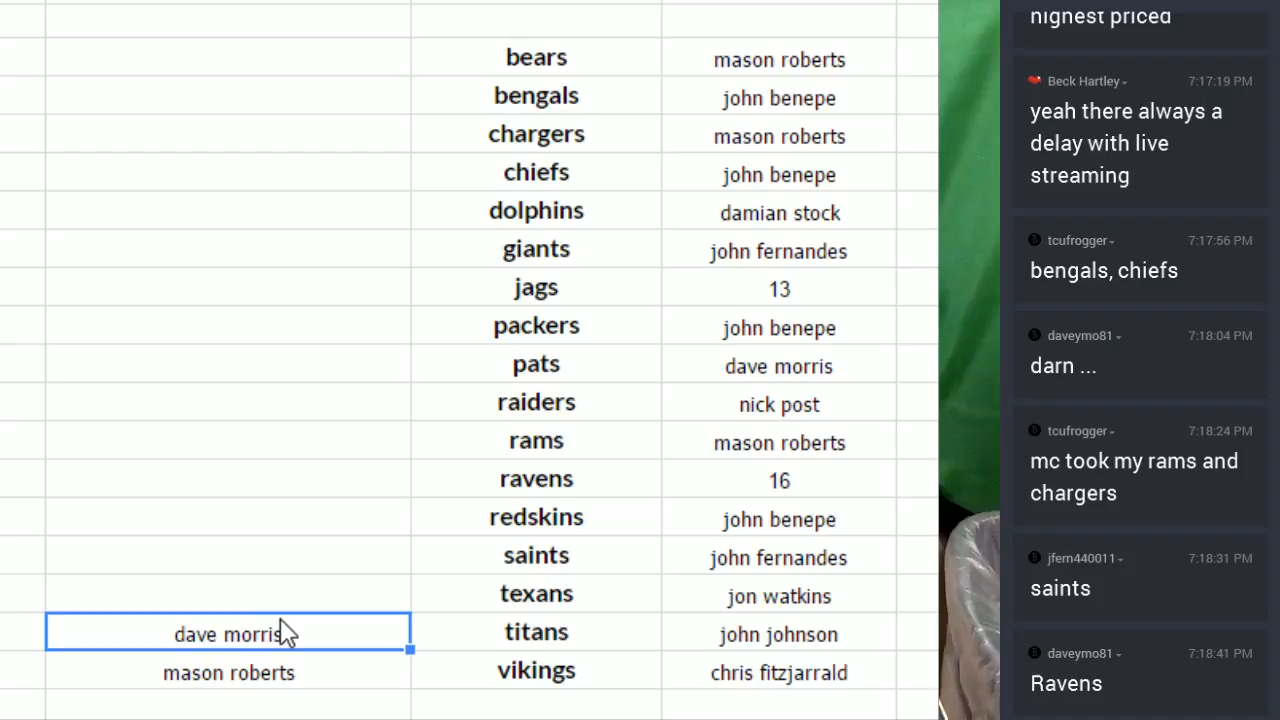 bears mason roberts
bengals john benepe
chargers mason roberts
chiefs john benepe
dolphins damian stock
giants john fernandes
jags 13
packers john benepe
pats dave morris
raiders nick post
rams mason roberts
ravens 16
redskins john benepe
saints john fernandes
texans jon watkins
dave morris titans john johnson
mason roberts vikings chris fitzjarrald
highest priced
Beck Hartley 7:17:19 PM
yeah there always a
delay with live
streaming
tcufrogger 7:17:56 PM
bengals, chiefs
daveymo81 7:18:04 PM
darn ...
tcufrogger 7:18:24 PM
mc took my rams and
chargers
jfern440011 7:18:31 PM
saints
daveymo81 7:18:41 PM
Ravens